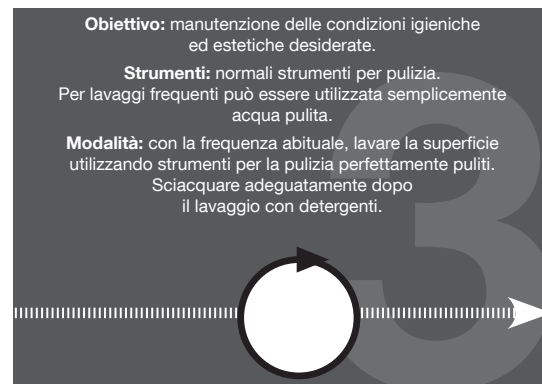 Obiettivo: manutenzione delle condizioni igieniche
ed estetiche desiderate.
Strumenti: normali strumenti per pulizia.
Per lavaggi frequenti può essere utilizzata semplicemente
acqua pulita.
Modalità: con la frequenza abituale, lavare la superficie
utilizzando strumenti per la pulizia perfettamente puliti.
Sciacquare adeguatamente dopo
il lavaggio con detergenti.
3